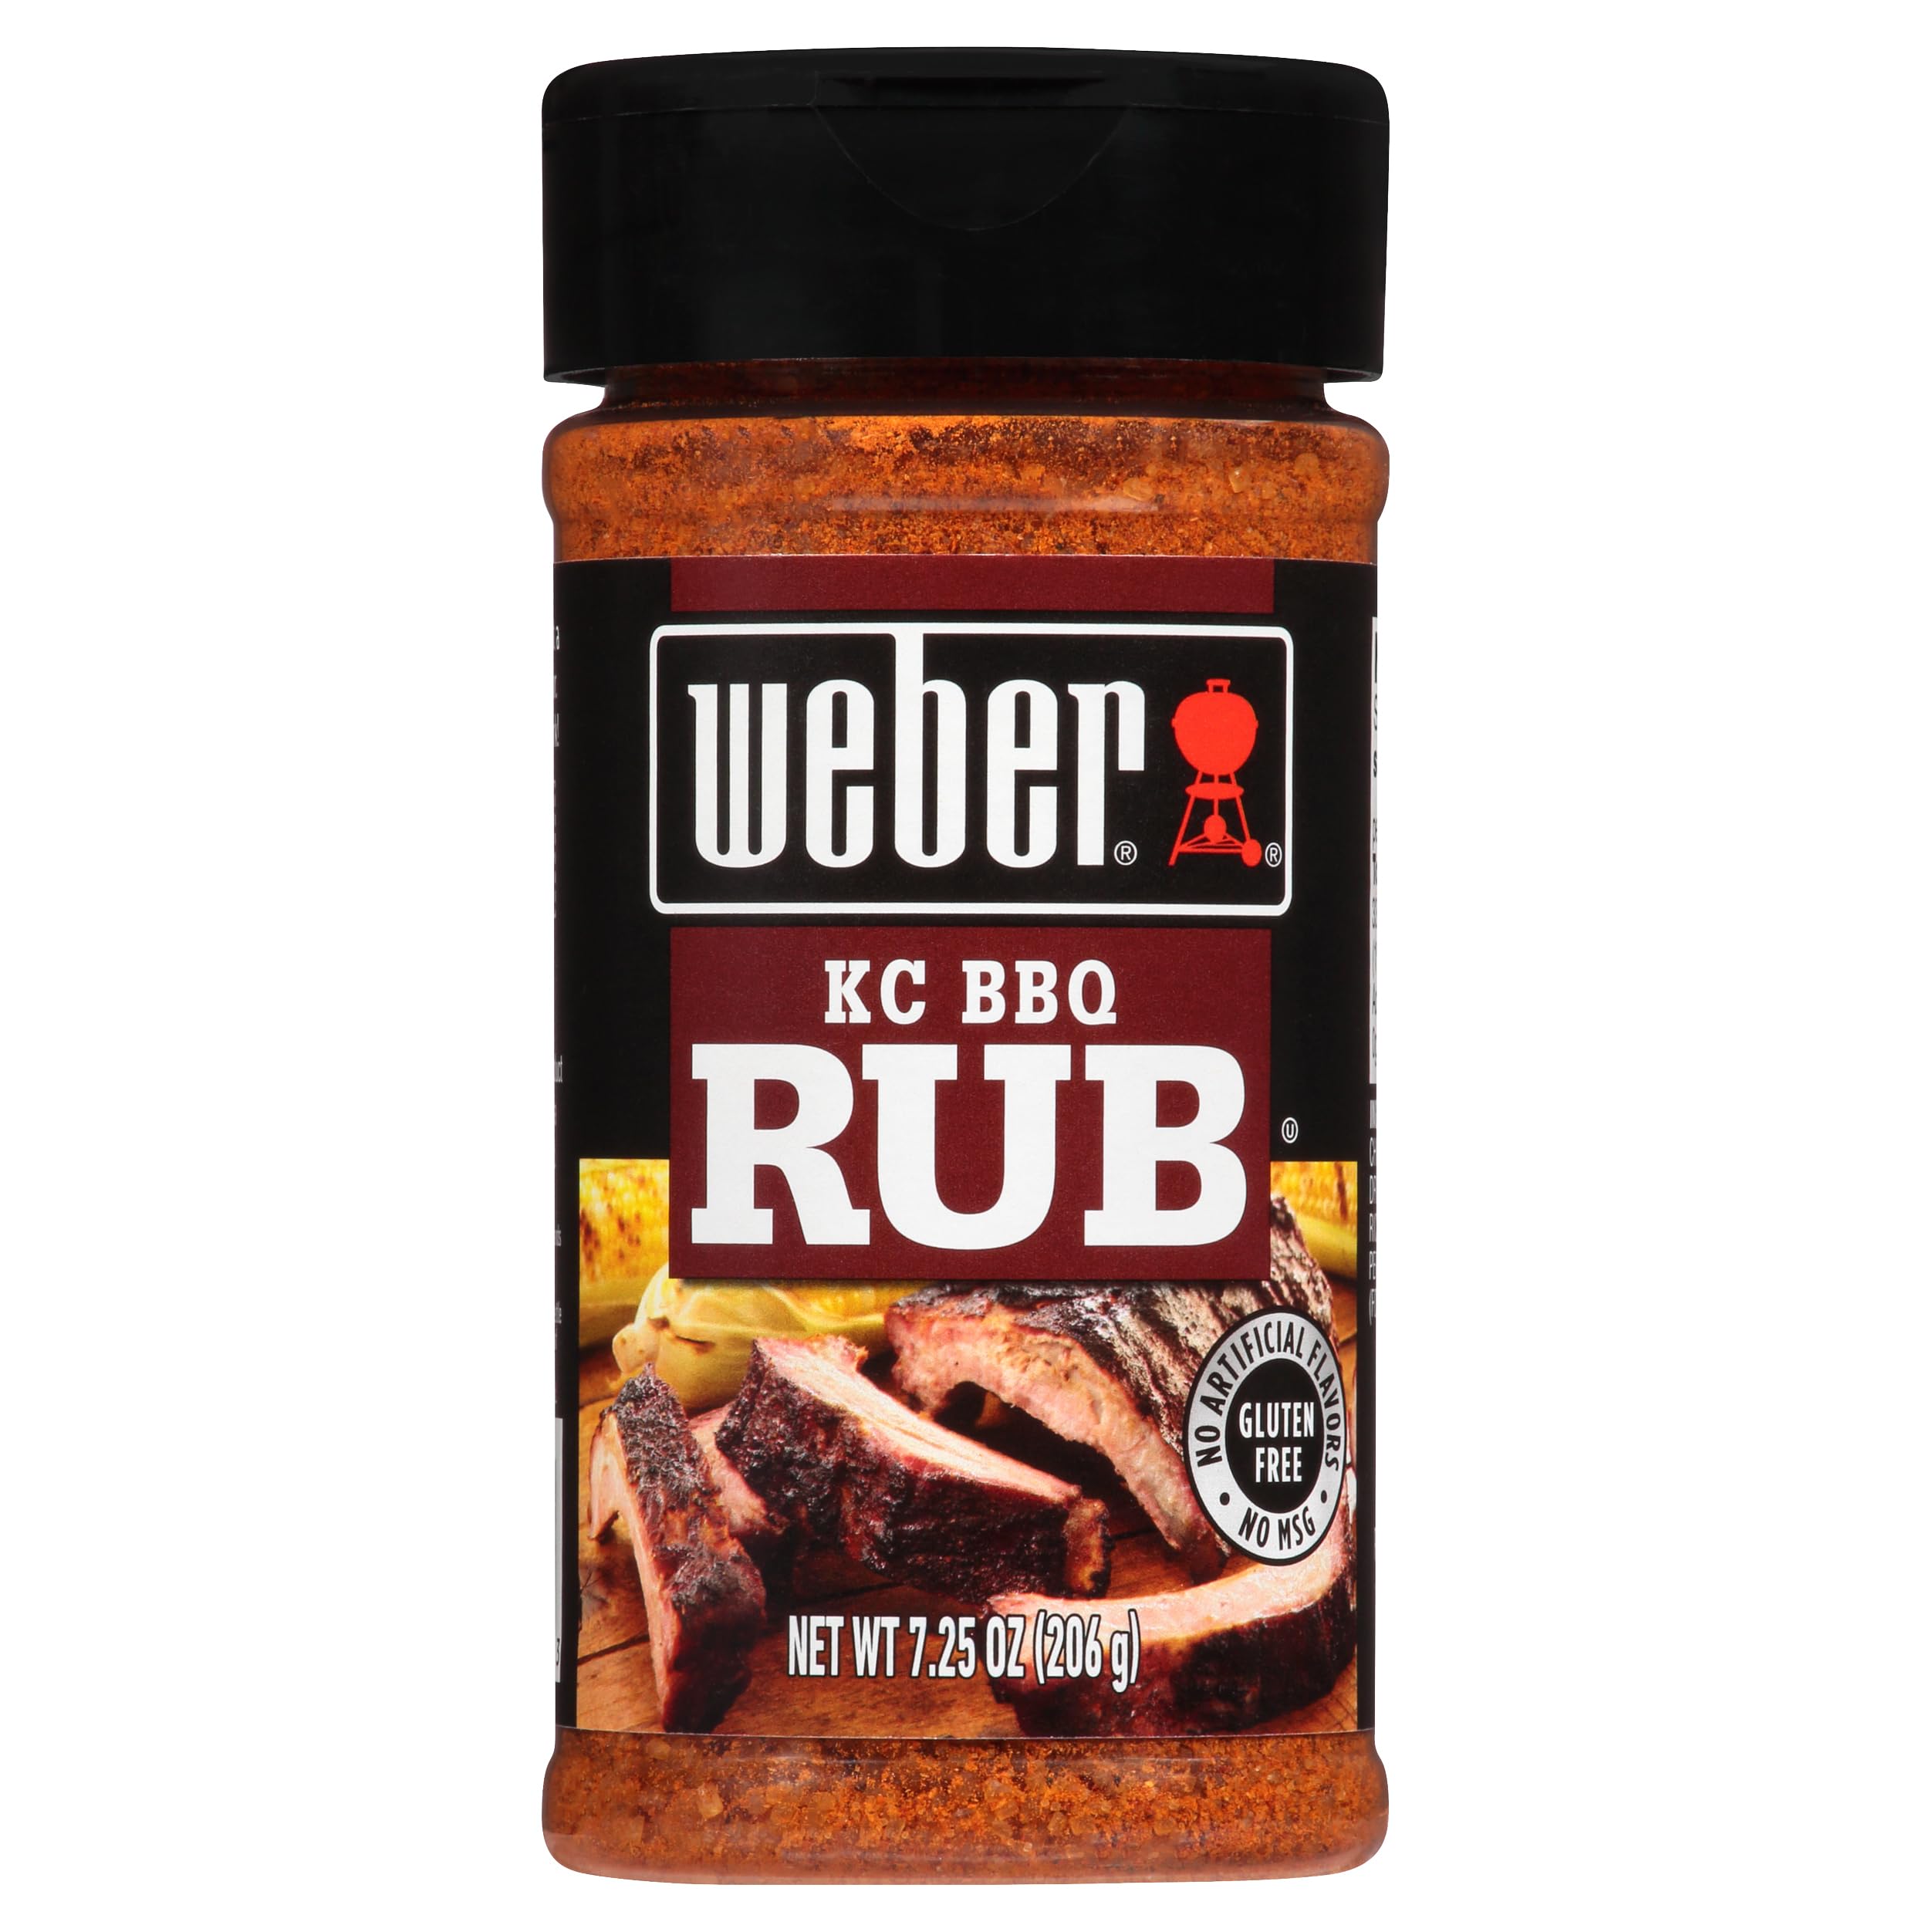 weber®
®
KC BBQ
RUB
U
NO ARTIFICIAL FLAVORS
GLUTEN
FREE
• NO MSG •
NET WT 7.25 OZ (206 g)